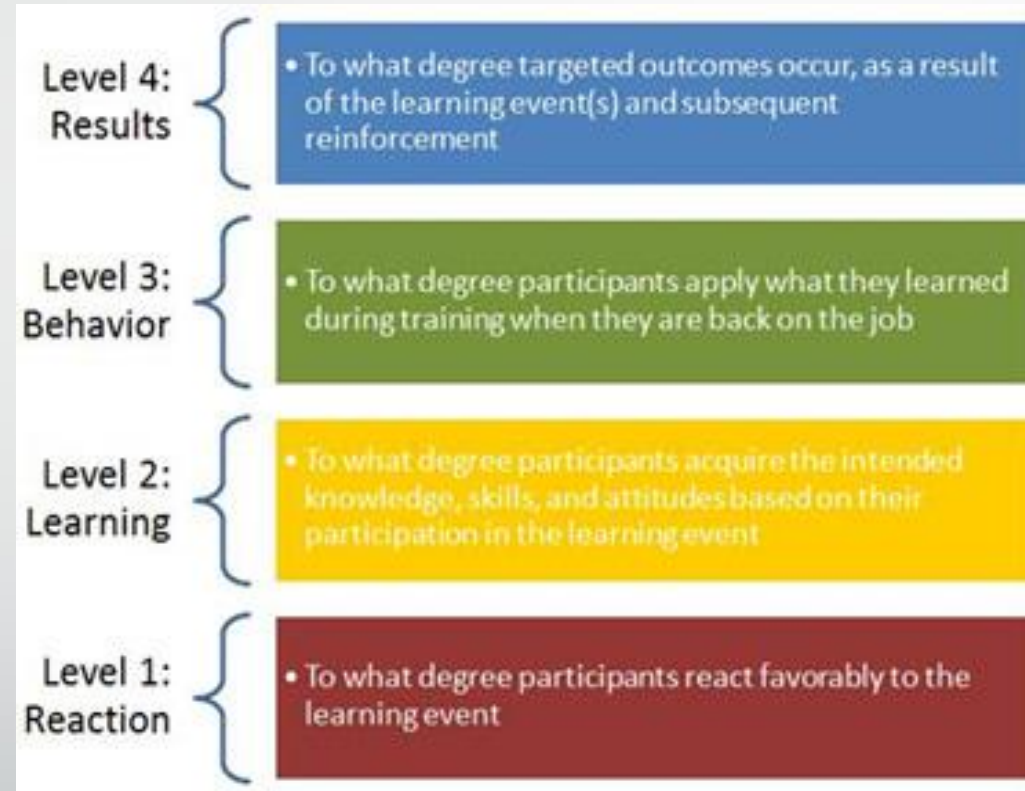 Level 4:
Results
• To what degree targeted outcomes occur, as a result
of the learning event(s) and subsequent
reinforcement
Level 3:
Behavior
• To what degree participants apply what they learned
during training when they are back on the job
Level 2:
Learning
• To what degree participants acquire the intended
knowledge, skills, and attitudes based on their
participation in the learning event
Level 1:
Reaction
• To what degree participants react favorably to the
learning event